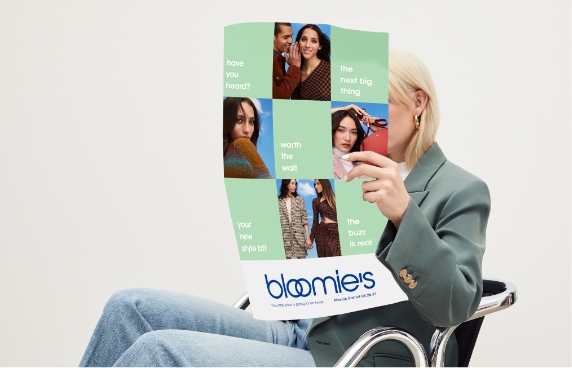 have
you
heard?
the
next big
thing
worth
the
wait
your
new
style bff
the
buzz
is real
bloomie's